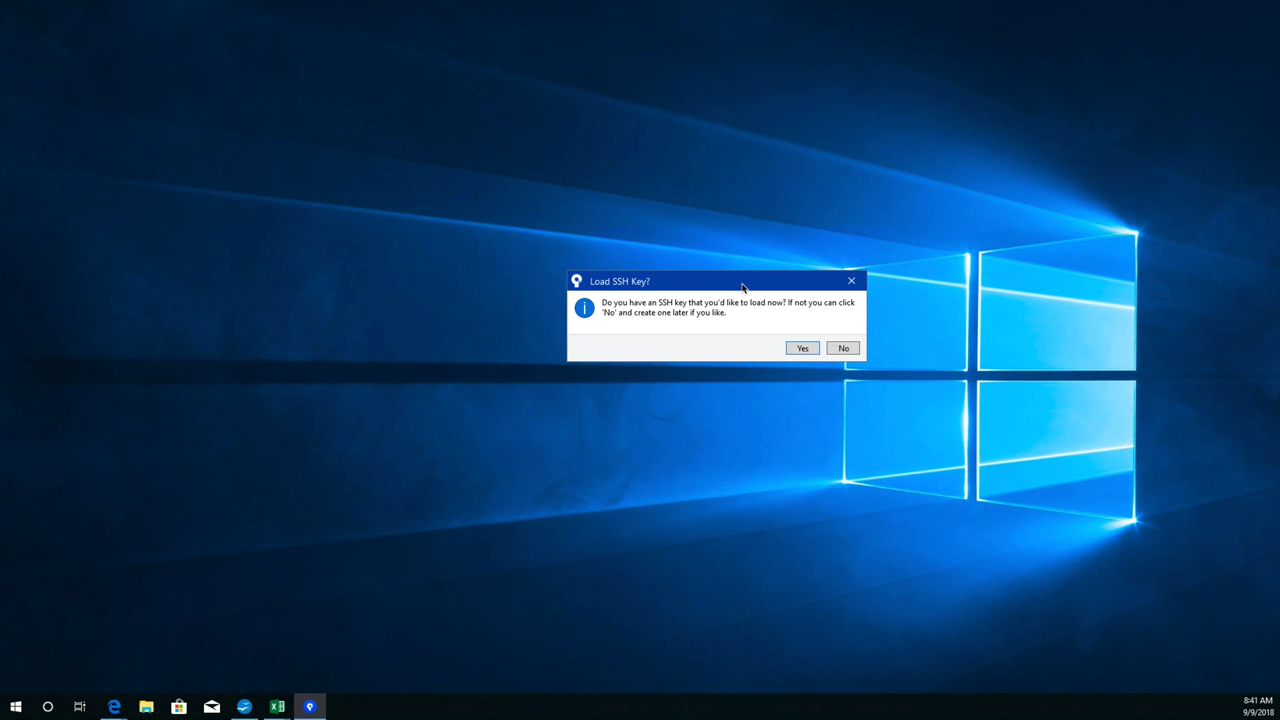 Load SSH Key?
Do you have an SSH key that you'd like to load now? If not you can click
'No' and create one later if you like.
Yes No
8:41 AM
9/9/2018